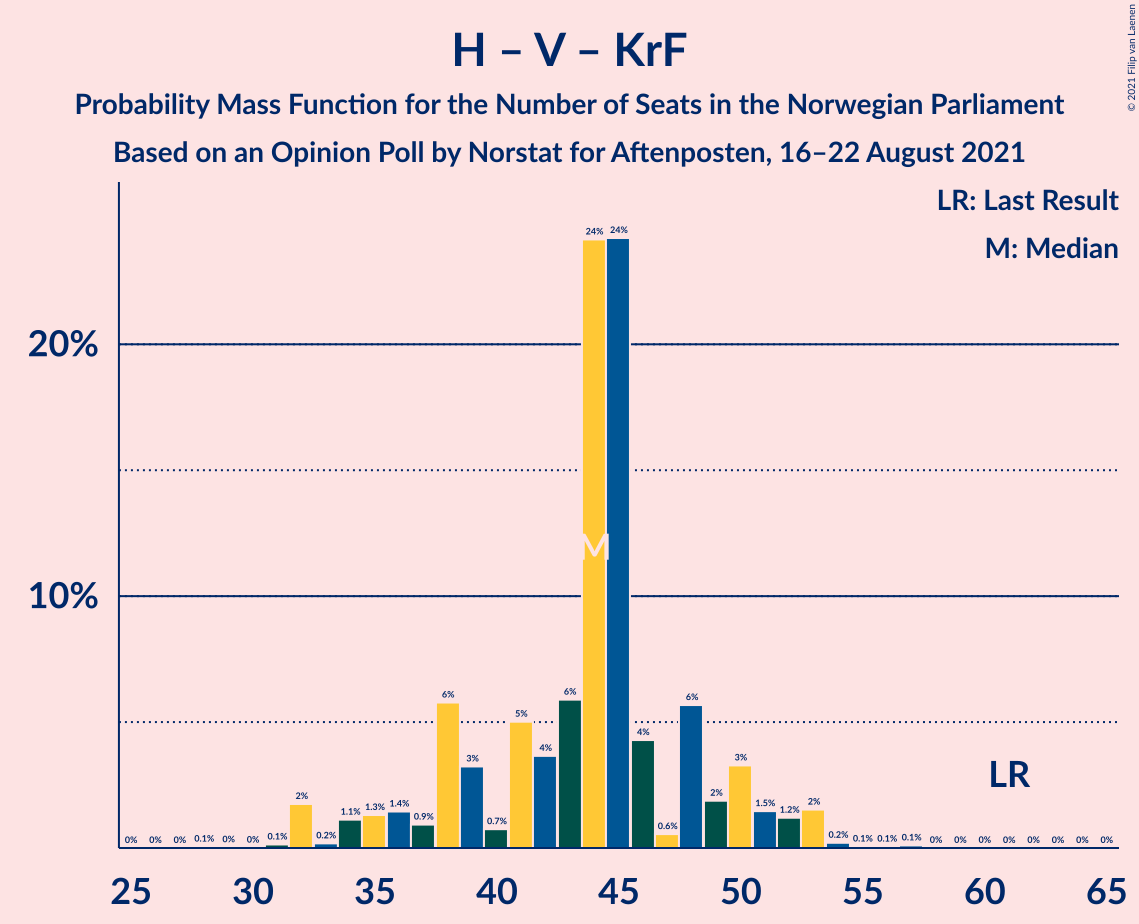 H – V – KrF
Probability Mass Function for the Number of Seats in the Norwegian Parliament
Based on an Opinion Poll by Norstat for Aftenposten, 16–22 August 2021
© 2021 Filip van Laenen
LR: Last Result
M: Median
20%
10%
0% 0% 0% 0.1% 0% 0% 0.1% 2% 0.2% 1.1% 1.3% 1.4% 0.9% 6% 3% 0.7% 5% 4% 6% 24% 24% 4% 0.6% 6% 2% 3% 1.5% 1.2% 2% 0.2% 0.1% 0.1% 0.1% 0% 0% 0% 0% 0% 0% 0% 0%
M
LR
25 30 35 40 45 50 55 60 65